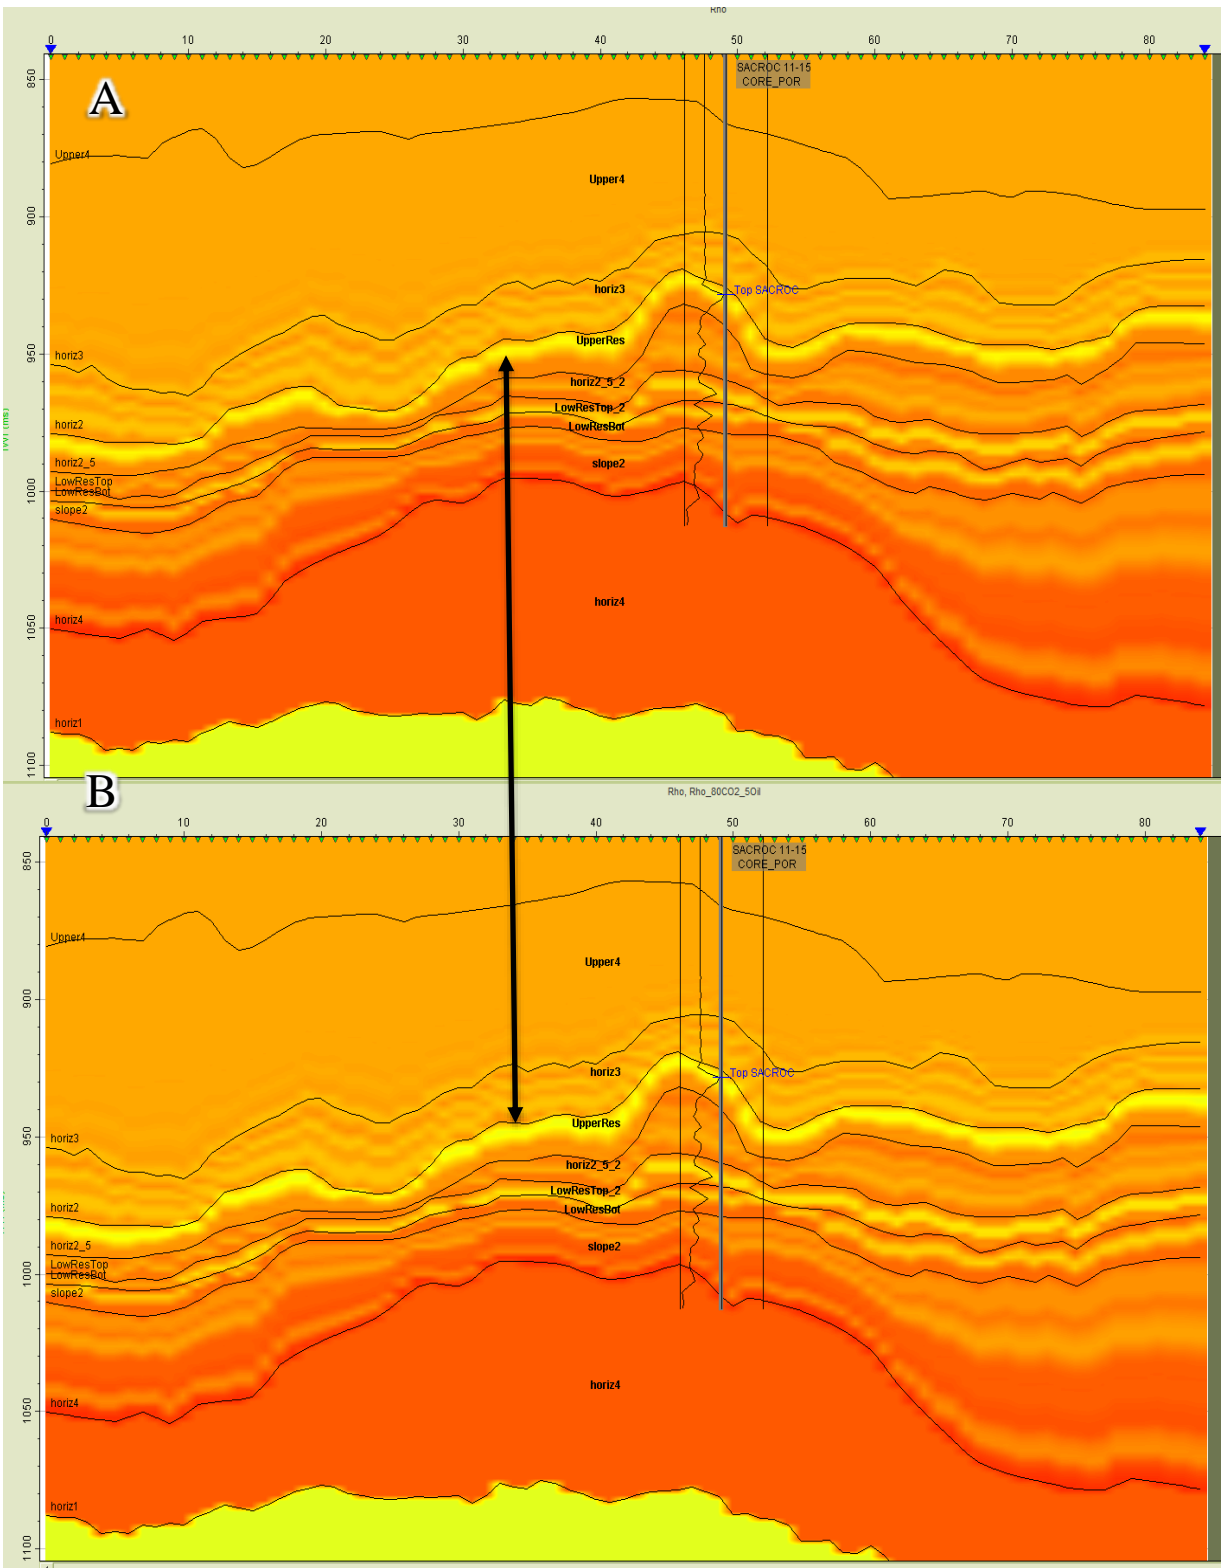 Rho
0 10 20 30 40 50 60 70 80
SACROC 11-15
CORE_POR
A
850
Upper4
Upper4
900
horiz3
Top SACROC
UpperRes
950
horiz3
horiz2_5_2
LowResTop_2
horiz2
LowResBot
horiz2_5
slope2
LowResTop
LowResBot
1000
slope2
horiz4
horiz4
1050
horiz1
1100
TWT (ms)
B
Rho, Rho_80CO2_5Oil
0 10 20 30 40 50 60 70 80
SACROC 11-15
CORE_POR
850
Upper4
Upper4
900
1000
horiz3
Top SACROC
UpperRes
950
horiz3
horiz2_5_2
LowResTop_2
horiz2
LowResBot
horiz2_5
slope2
LowResTop
LowResBot
slope2
horiz4
horiz4
1050
horiz1
1100